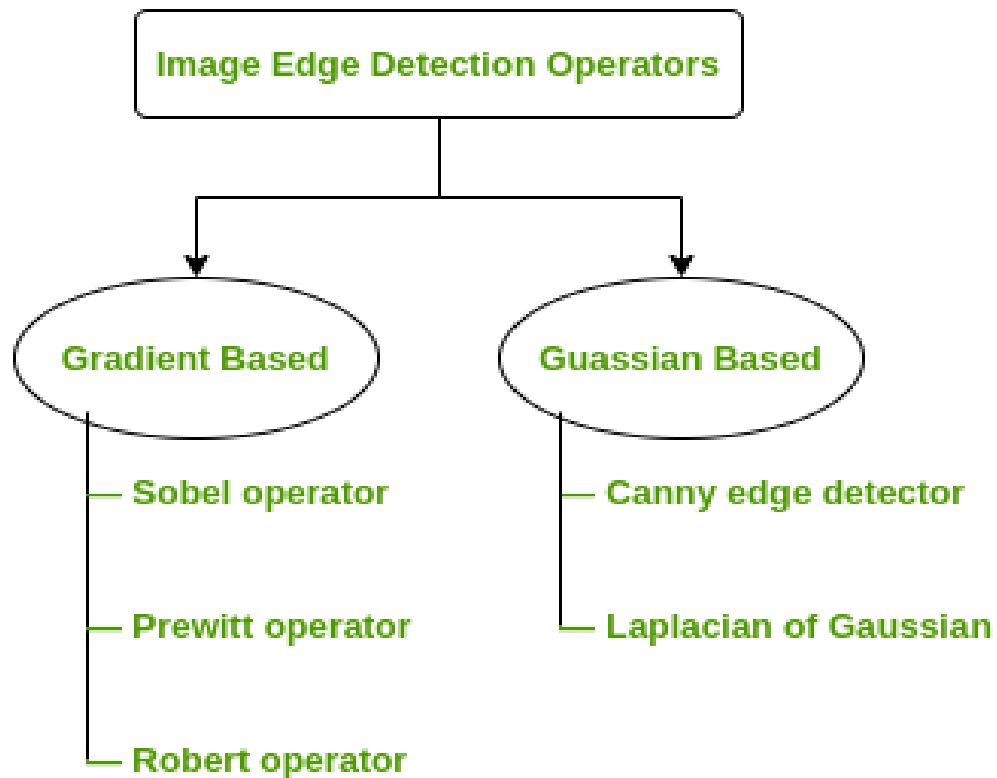 Image Edge Detection Operators
Gradient Based
Guassian Based
Sobel operator
Canny edge detector
Prewitt operator
Laplacian of Gaussian
Robert operator